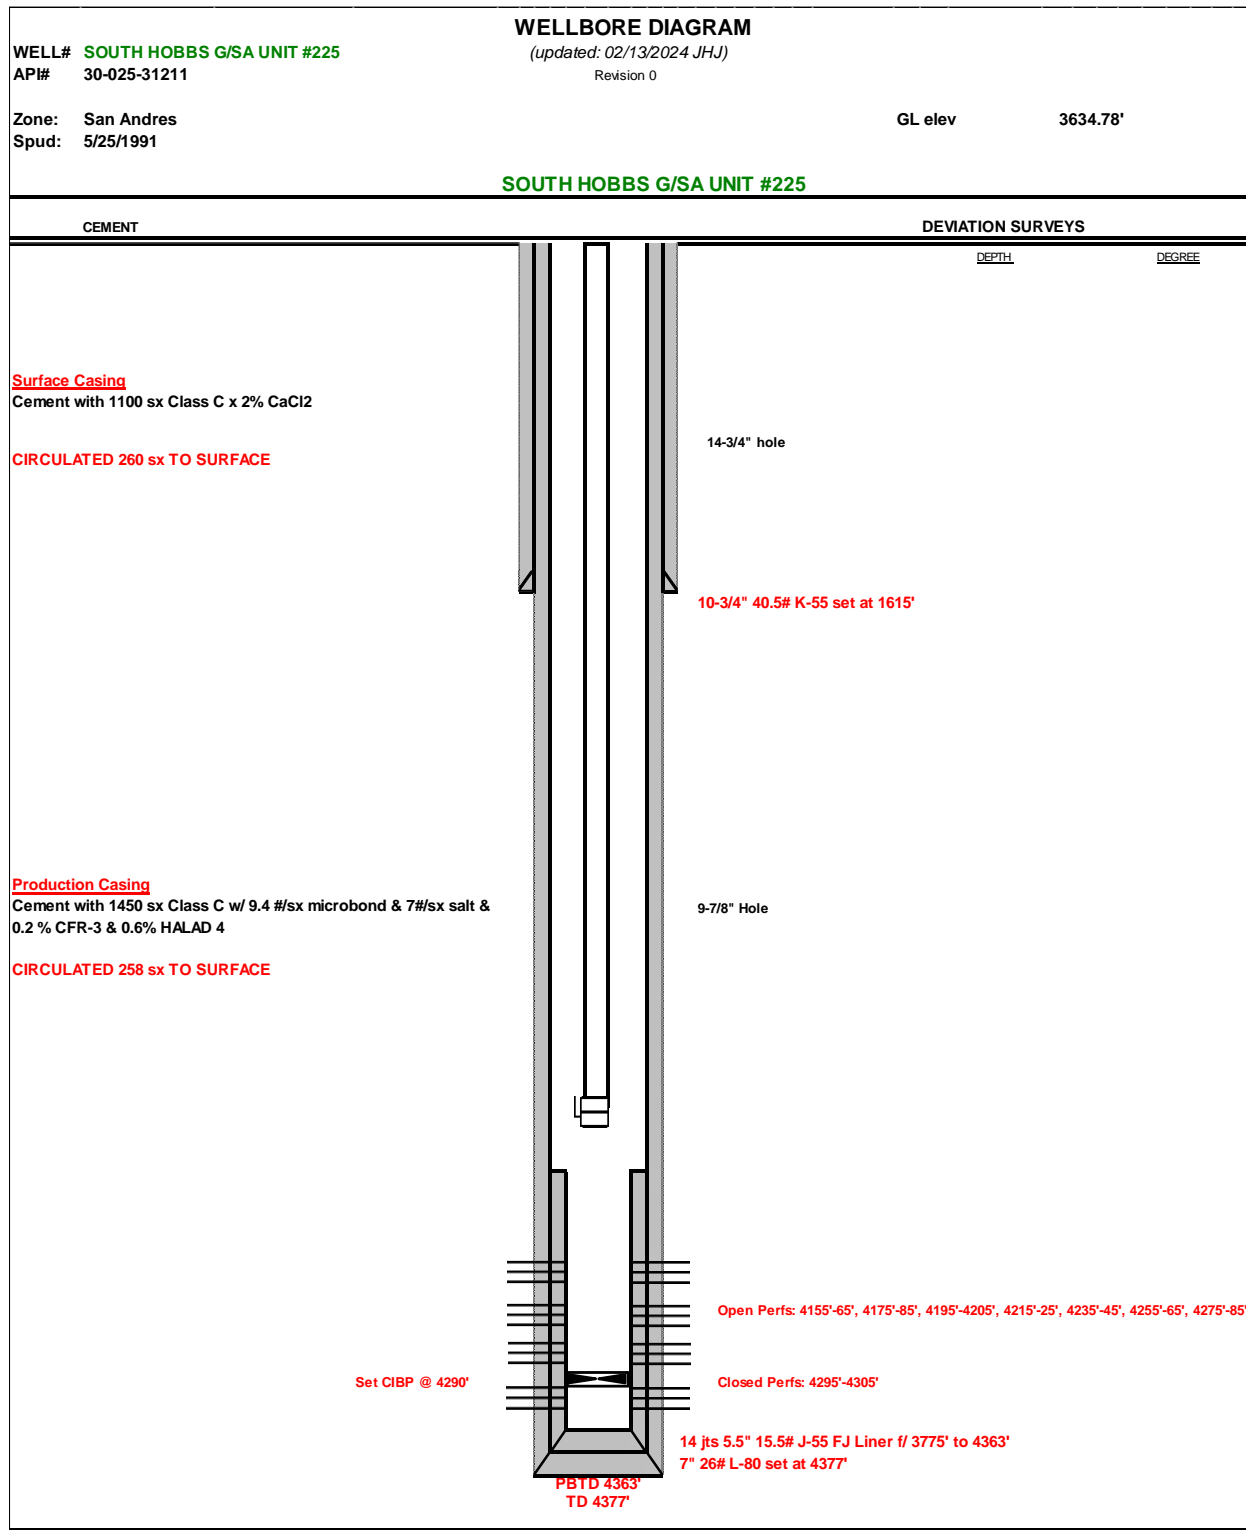 WELLBORE DIAGRAM
WELL# SOUTH HOBBS G/SA UNIT #225 (updated: 02/13/2024 JHJ)
API# 30-025-31211 Revision 0
Zone: San Andres GL elev 3634.78'
Spud: 5/25/1991
SOUTH HOBBS G/SA UNIT #225
CEMENT DEVIATION SURVEYS
DEPTH DEGREE
Surface Casing
Cement with 1100 sx Class C x 2% CaCl2
14-3/4" hole
CIRCULATED 260 sx TO SURFACE
10-3/4" 40.5# K-55 set at 1615'
Production Casing
Cement with 1450 sx Class C w/ 9.4 #/sx microbond & 7#/sx salt &
0.2 % CFR-3 & 0.6% HALAD 4
9-7/8" Hole
CIRCULATED 258 sx TO SURFACE
Open Perfs: 4155'-65', 4175'-85', 4195'-4205', 4215'-25', 4235'-45', 4255'-65', 4275'-85'
Set CIBP @ 4290' Closed Perfs: 4295'-4305'
14 jts 5.5" 15.5# J-55 FJ Liner f/ 3775' to 4363'
7" 26# L-80 set at 4377'
PBTD 4363'
TD 4377'